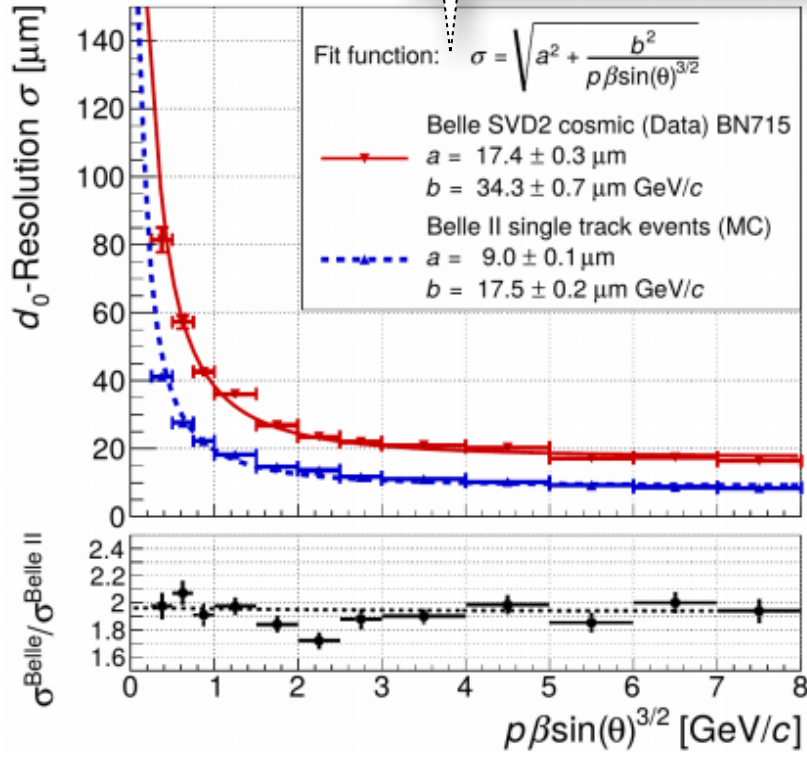 Fit function: σ = √(a² + b² / pβsin(θ)^3/2)
Belle SVD2 cosmic (Data) BN715
a = 17.4 ± 0.3 μm
b = 34.3 ± 0.7 μm GeV/c
Belle II single track events (MC)
a = 9.0 ± 0.1 μm
b = 17.5 ± 0.2 μm GeV/c
d₀-Resolution σ [μm]
140
120
100
80
60
40
20
0
σ^Belle/σ^Belle II
2.4
2.2
2
1.8
1.6
0 1 2 3 4 5 6 7 8
pβsin(θ)^3/2 [GeV/c]